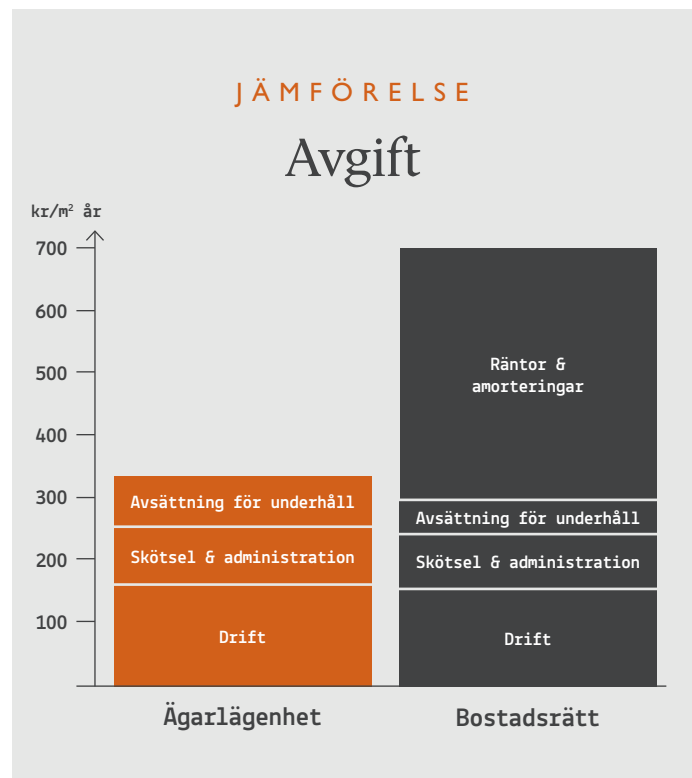 JÄMFÖRELSE
Avgift
kr/m² år
700
600
500
400
300
200
100
Avsättning för underhåll
Skötsel & administration
Drift
Räntor &
amorteringar
Avsättning för underhåll
Skötsel & administration
Drift
Ägarlägenhet
Bostadsrätt